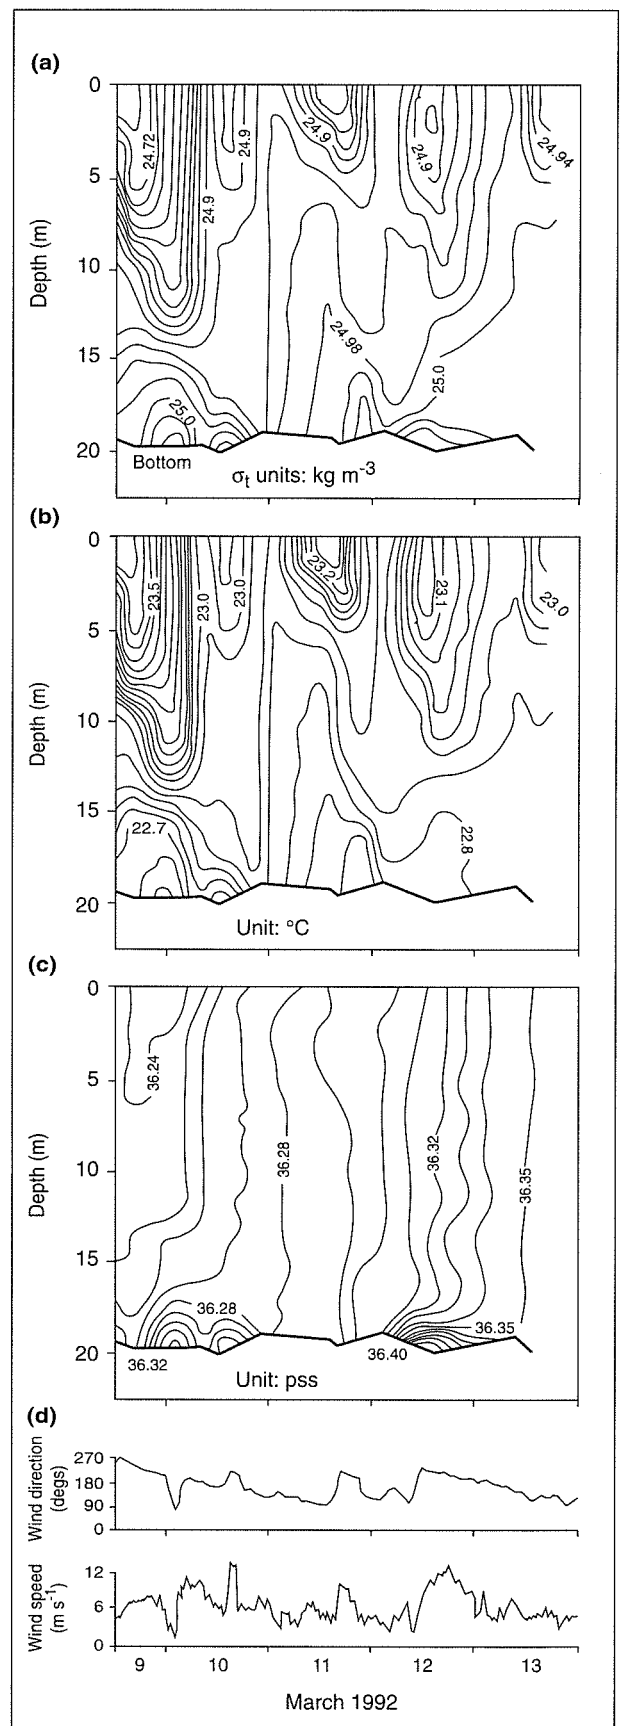 (a)
0
5
10
15
20
Depth (m)
24.72
24.9
24.9
24.9
24.9
24.94
24.98
25.0
25.0
Bottom
σt units: kg m-3
(b)
0
5
10
15
20
Depth (m)
23.5
23.0
23.0
23.2
23.1
23.0
22.7
22.8
Unit: °C
(c)
0
5
10
15
20
Depth (m)
36.24
36.28
36.32
36.35
36.28
36.35
36.32
36.40
Unit: pss
(d)
270
180
90
0
Wind direction
(degs)
12
6
0
Wind speed
(m s-1)
9 10 11 12 13
March 1992